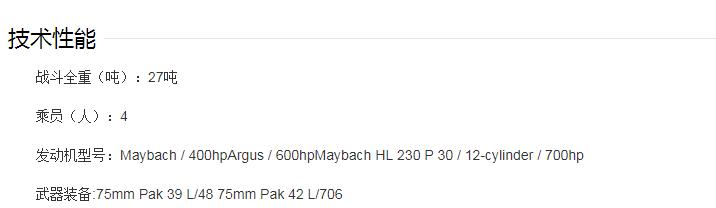 技术性能
战斗全重（吨）：27吨
乘员（人）：4
发动机型号：Maybach / 400hpArgus / 600hpMaybach HL 230 P 30 / 12-cylinder / 700hp
武器装备:75mm Pak 39 L/48 75mm Pak 42 L/706